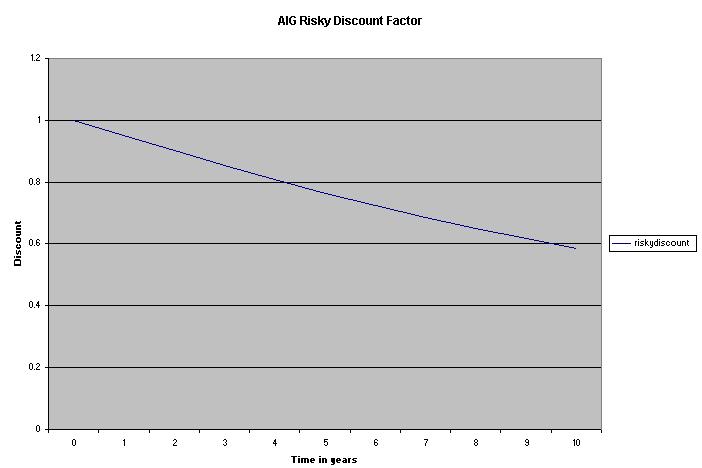 AIG Risky Discount Factor
1.2
1
0.8
0.6
0.4
0.2
0
Discount
0 1 2 3 4 5 6 7 8 9 10
Time in years
riskydiscount